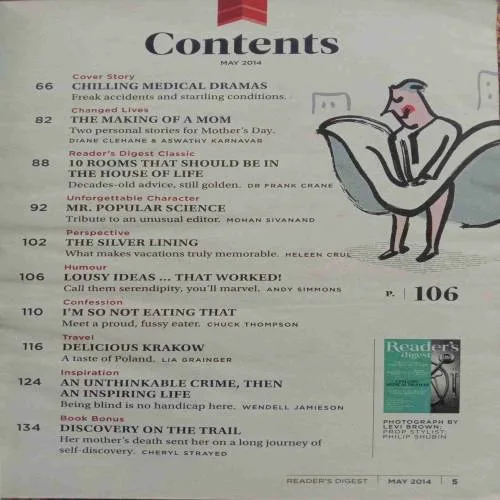 Contents
MAY 2014
Cover Story
66 CHILLING MEDICAL DRAMAS
Freak accidents and startling conditions.
Changed Lives
82 THE MAKING OF A MOM
Two personal stories for Mother's Day.
DIANE CLEHANE & ASWATHY KARNAVAR
Reader's Digest Classic
88 10 ROOMS THAT SHOULD BE IN
THE HOUSE OF LIFE
Decades-old advice, still golden. DR FRANK CRANE
Unforgettable Character
92 MR. POPULAR SCIENCE
Tribute to an unusual editor. MOHAN SIVANAND
Perspective
102 THE SILVER LINING
What makes vacations truly memorable. HELEEN CRUL
Humour
106 LOUSY IDEAS ... THAT WORKED!
Call them serendipity, you'll marvel. ANDY SIMMONS
P. | 106
Confession
110 I'M SO NOT EATING THAT
Meet a proud, fussy eater. CHUCK THOMPSON
Travel
116 DELICIOUS KRAKOW
A taste of Poland. LIA GRAINGER
Inspiration
124 AN UNTHINKABLE CRIME, THEN
AN INSPIRING LIFE
Being blind is no handicap here. WENDELL JAMIESON
Book Bonus
134 DISCOVERY ON THE TRAIL
Her mother's death sent her on a long journey of
self-discovery. CHERYL STRAYED
Reader's
digest
PHOTOGRAPH BY
LEVI BROWN;
PROP STYLIST:
PHILIP SHUBIN
READER'S DIGEST | MAY 2014 | 5